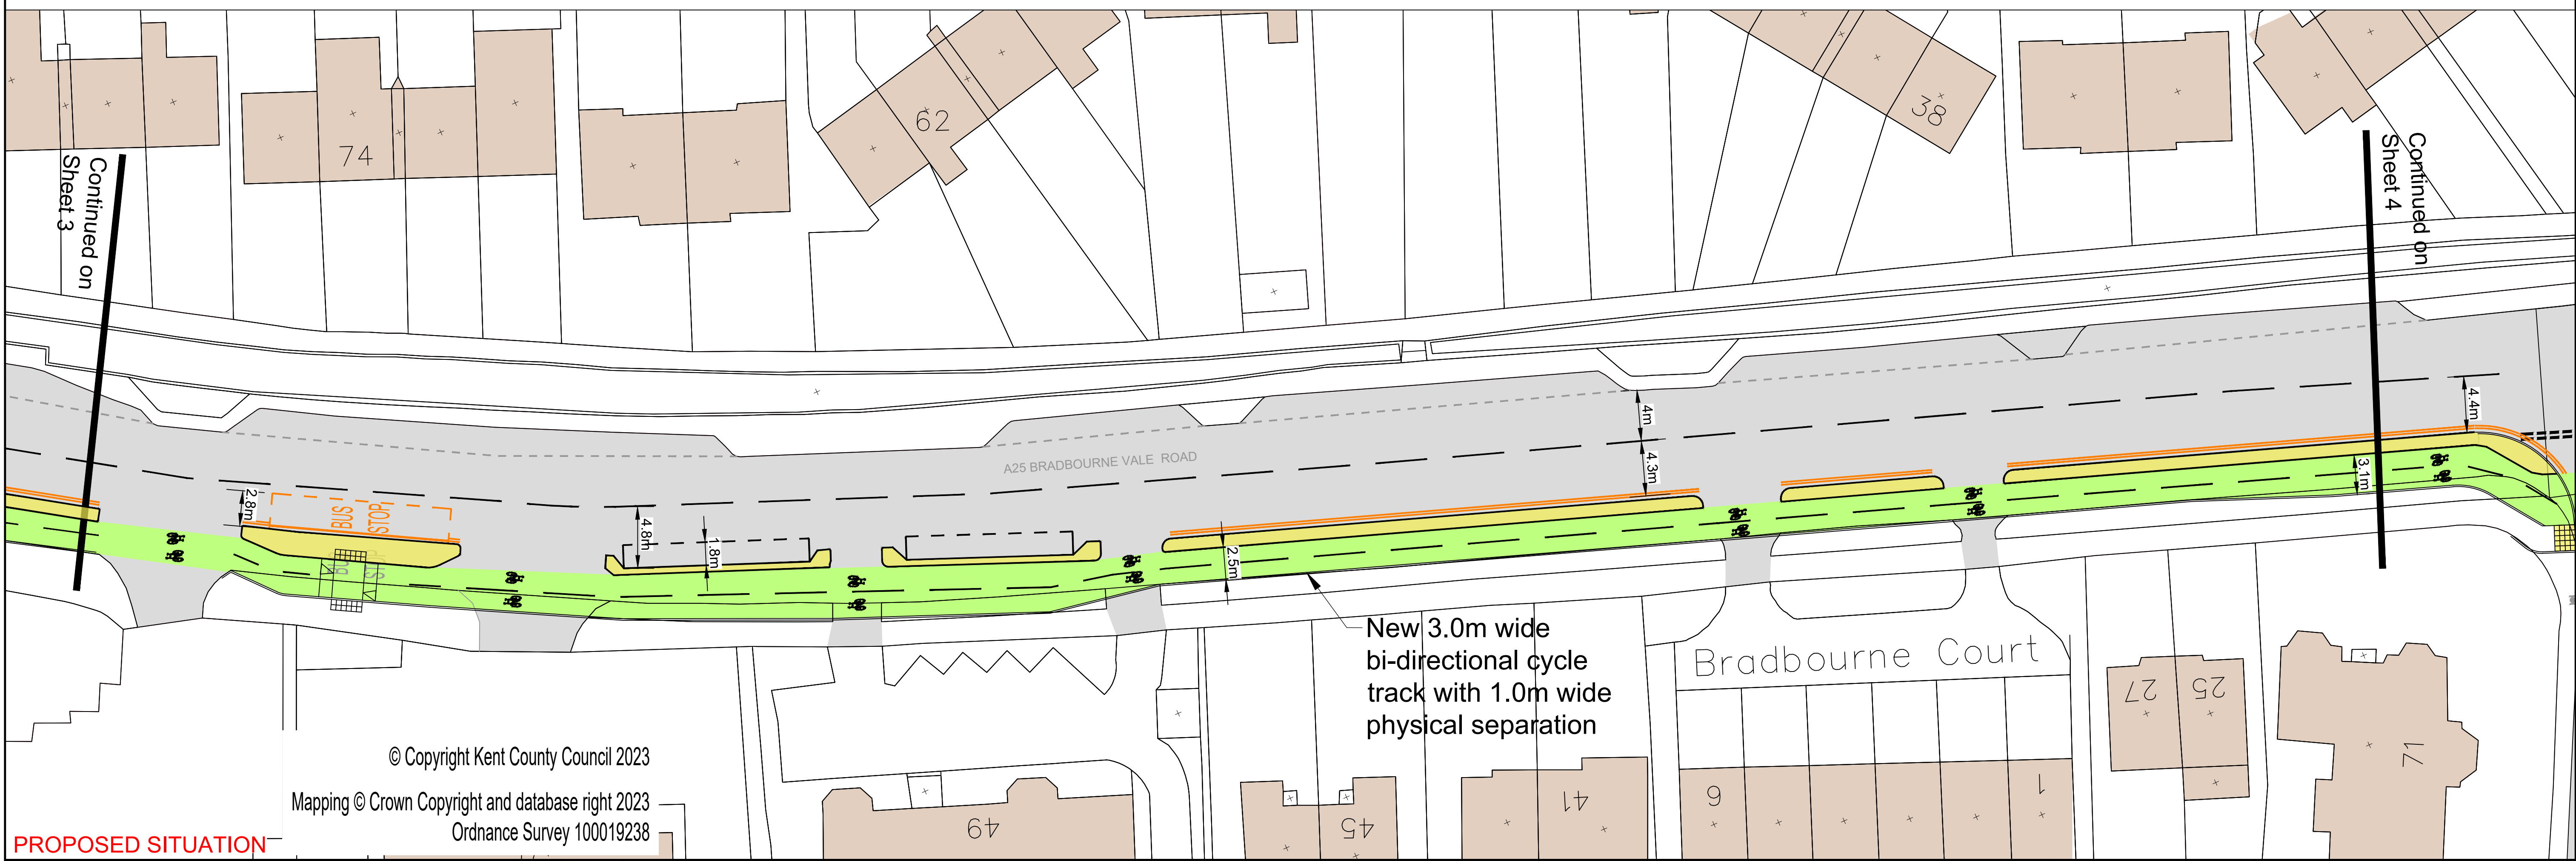 Continued on
Sheet 3
74
62
38
Continued on
Sheet 4
A25 BRADBOURNE VALE ROAD
4m
4.3m
4.4m
3.1m
2.8m
BUS
STOP
BUS
4.8m
1.8m
2.5m
New 3.0m wide
bi-directional cycle
track with 1.0m wide
physical separation
Bradbourne Court
27
25
17
49
45
41
6
1
© Copyright Kent County Council 2023
Mapping © Crown Copyright and database right 2023
Ordnance Survey 100019238
PROPOSED SITUATION